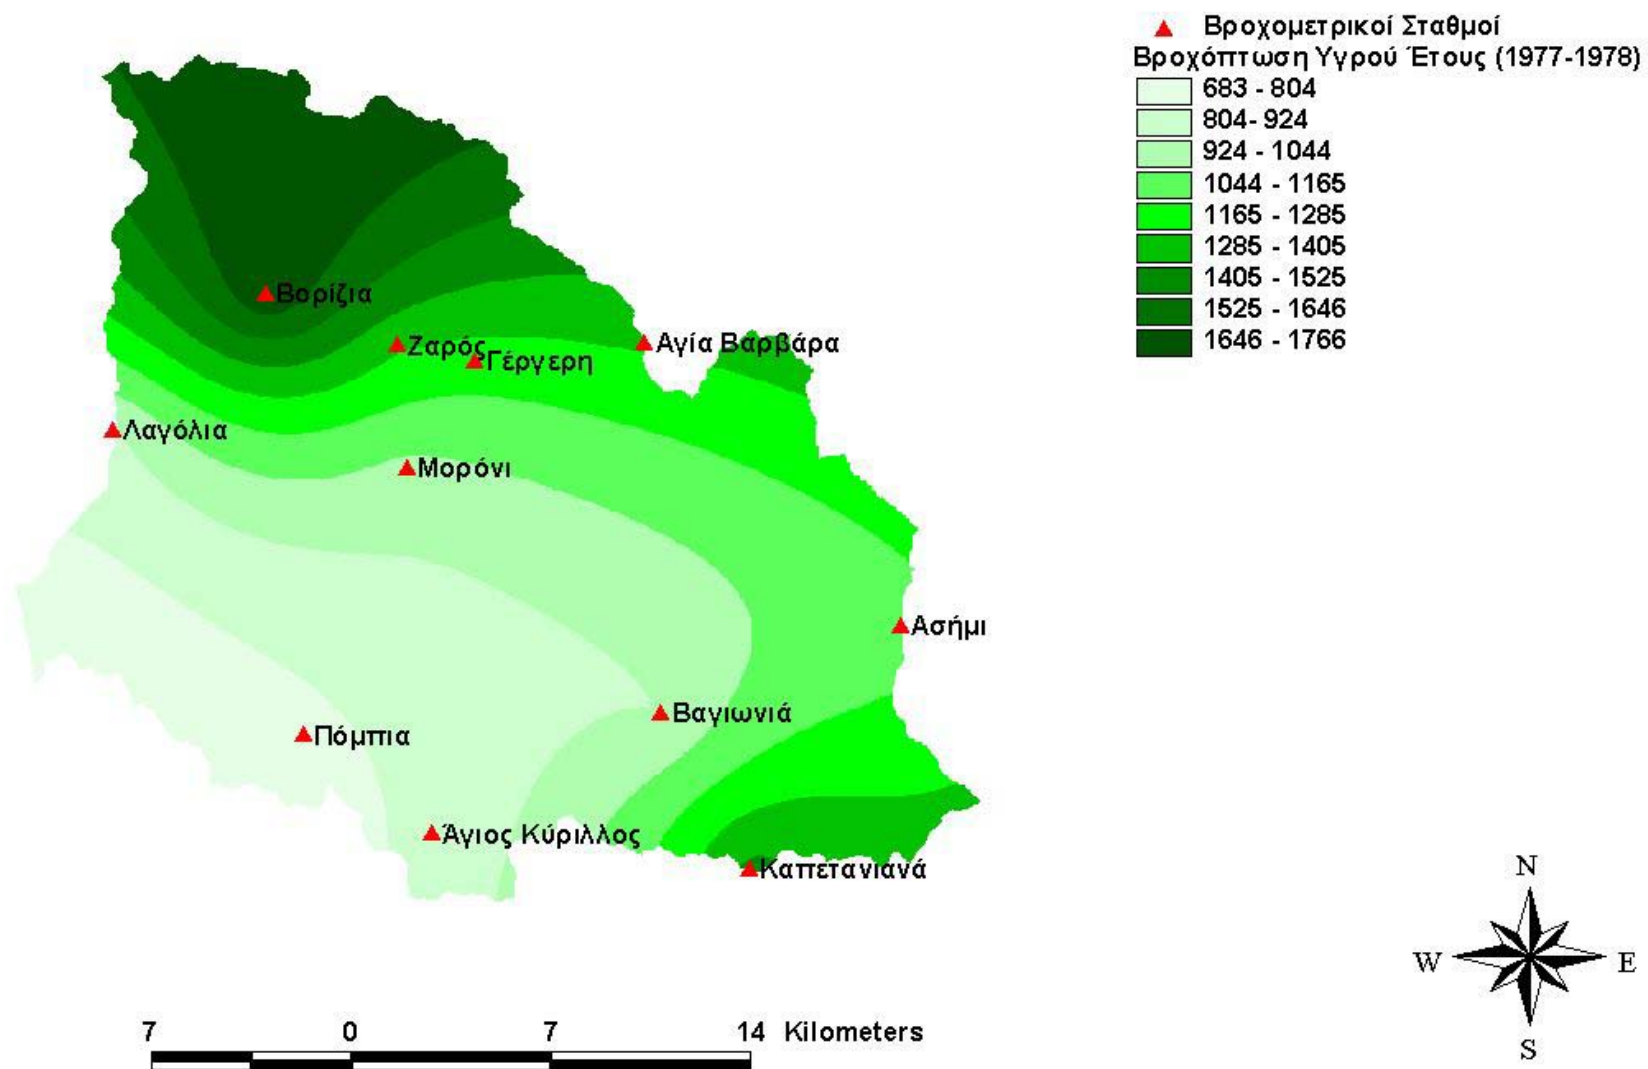 Βροχομετρικοί Σταθμοί
Βροχόπτωση Υγρού Έτους (1977-1978)
683 - 804
804- 924
924 - 1044
1044 - 1165
1165 - 1285
1285 - 1405
1405 - 1525
1525 - 1646
1646 - 1766
Βορίζια
Ζαρός
Γέργερη
Αγία Βαρβάρα
Λαγόλια
Μορόνι
Ασήμι
Βαγιωνιά
Πόμπια
Άγιος Κύριλλος
Καπετανιανά
N
W
E
S
7 0 7 14 Kilometers